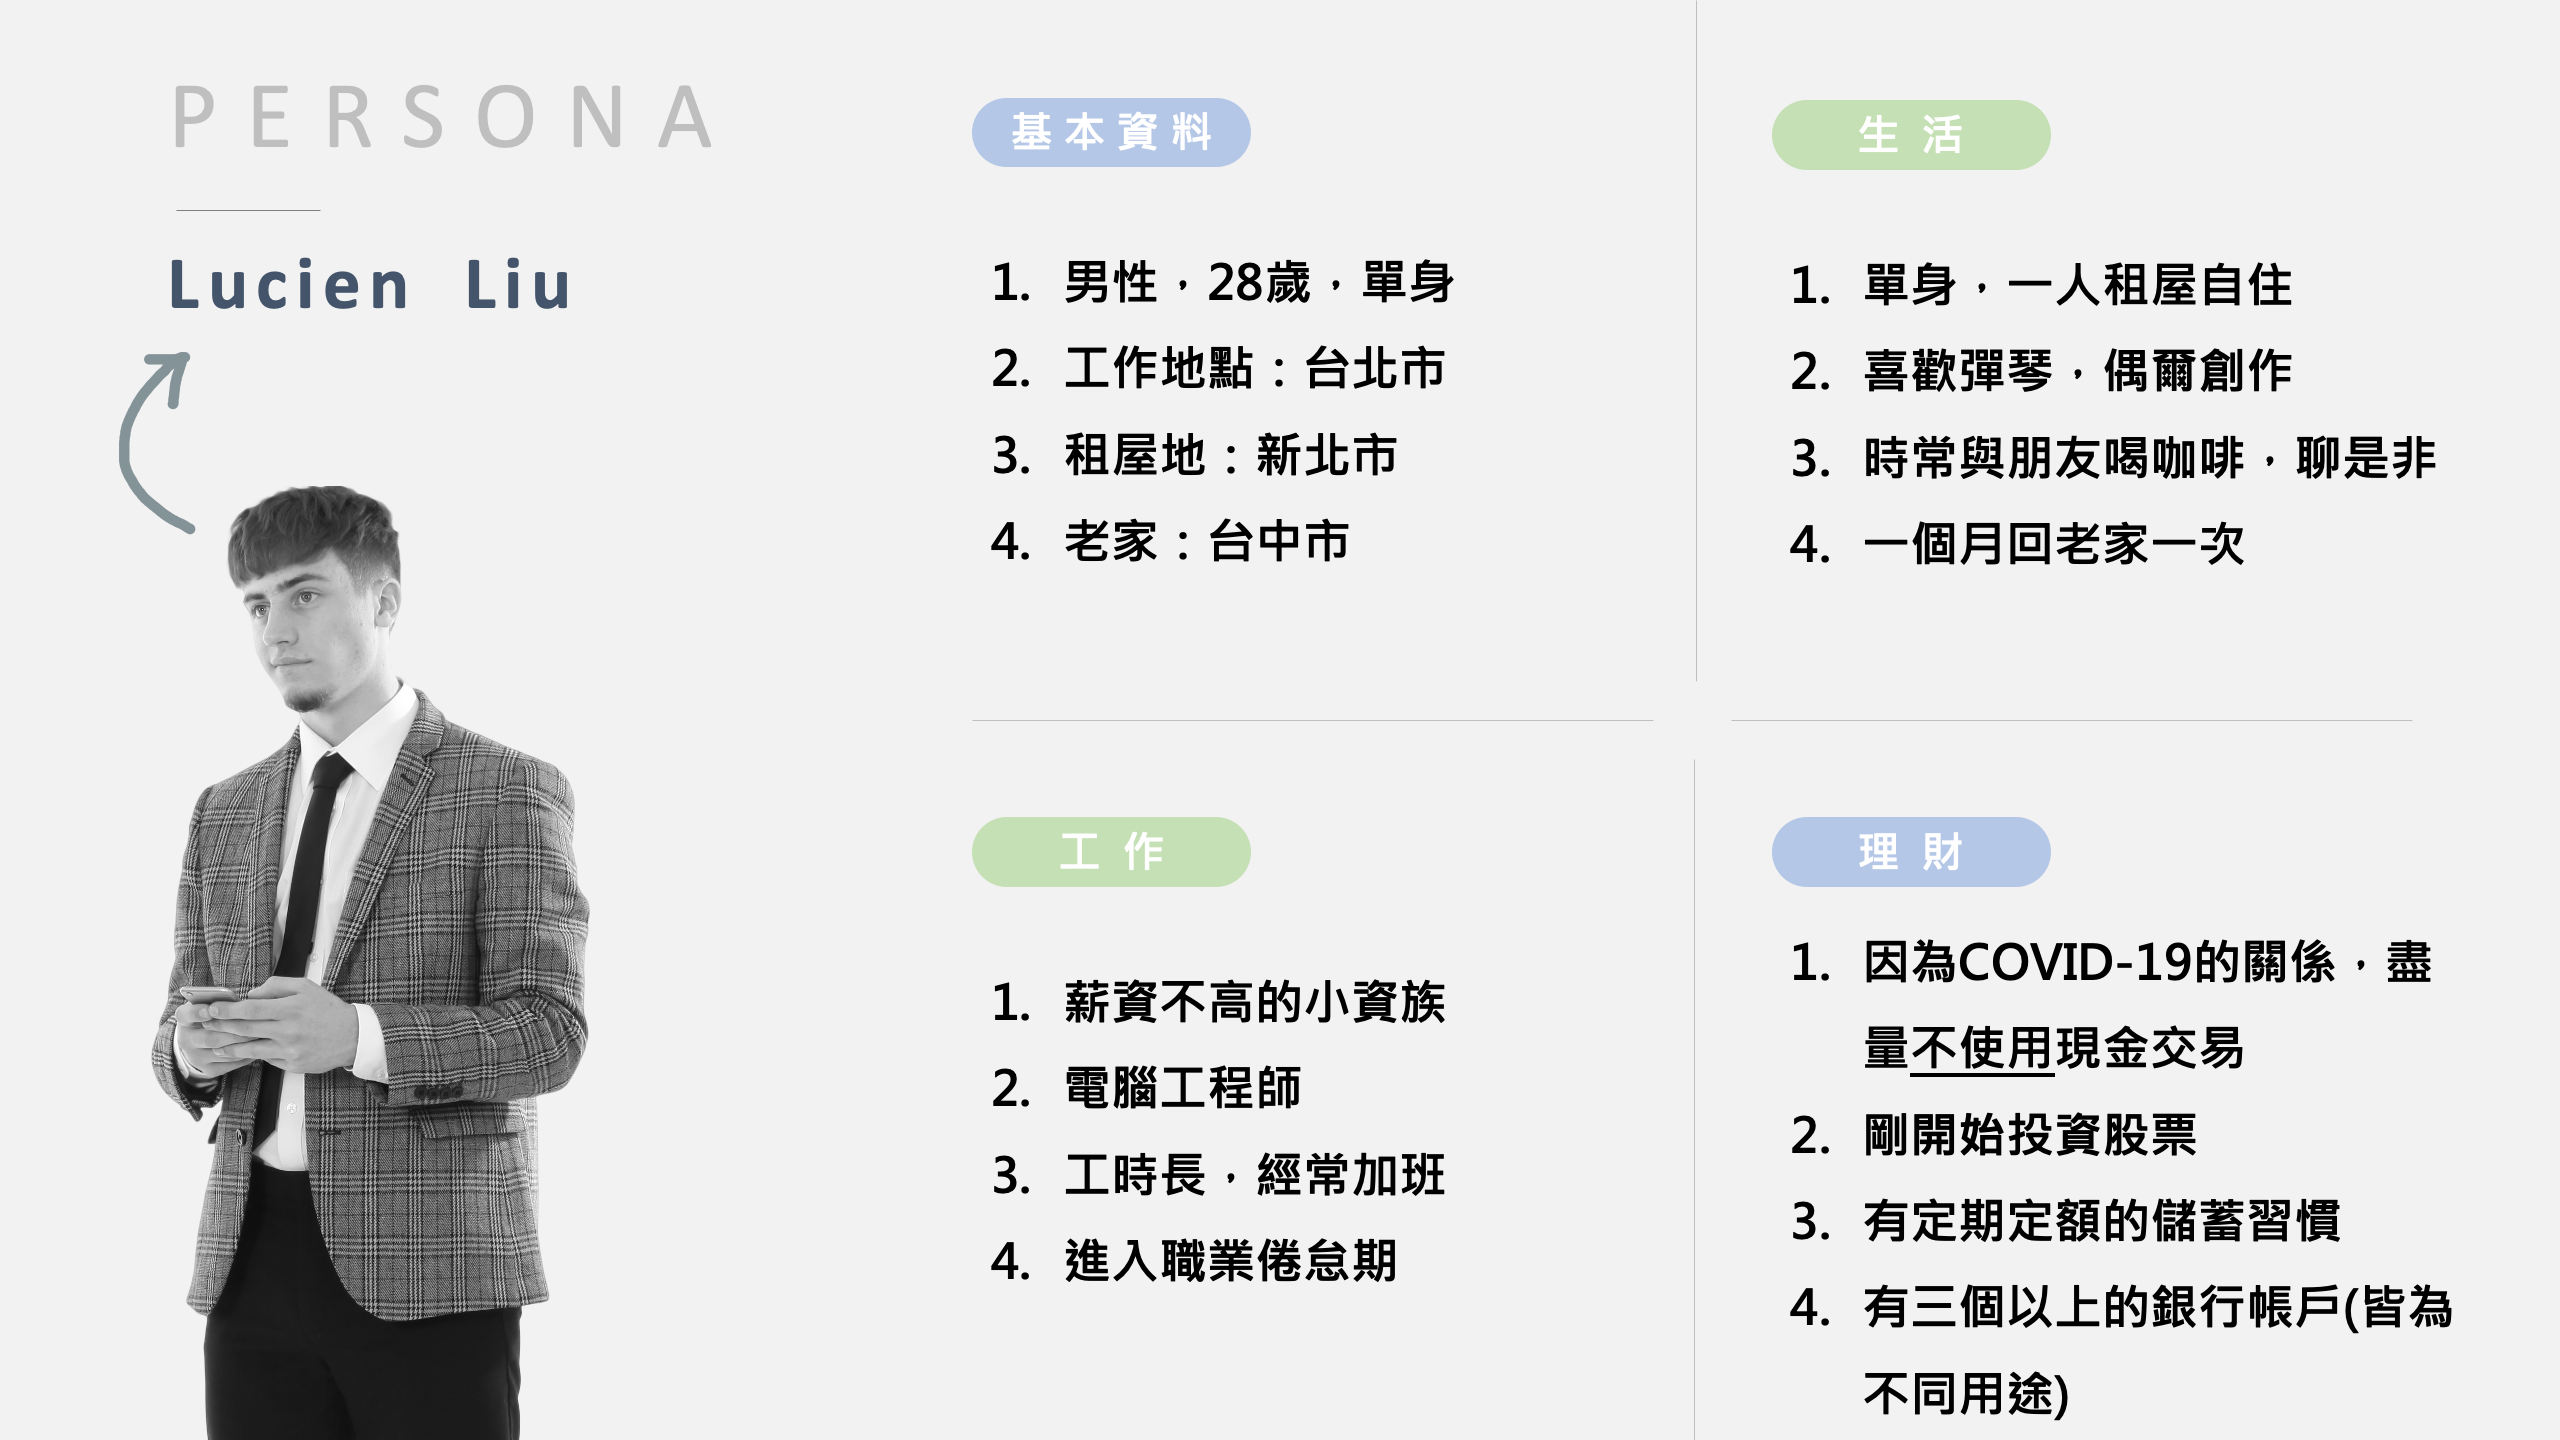 PERSONA
Lucien Liu
基本資料
1. 男性，28歲，單身
2. 工作地點：台北市
3. 租屋地：新北市
4. 老家：台中市
生活
1. 單身，一人租屋自住
2. 喜歡彈琴，偶爾創作
3. 時常與朋友喝咖啡，聊是非
4. 一個月回老家一次
工作
1. 薪資不高的小資族
2. 電腦工程師
3. 工時長，經常加班
4. 進入職業倦怠期
理財
1. 因為COVID-19的關係，盡
量不使用現金交易
2. 剛開始投資股票
3. 有定期定額的儲蓄習慣
4. 有三個以上的銀行帳戶(皆為
不同用途)